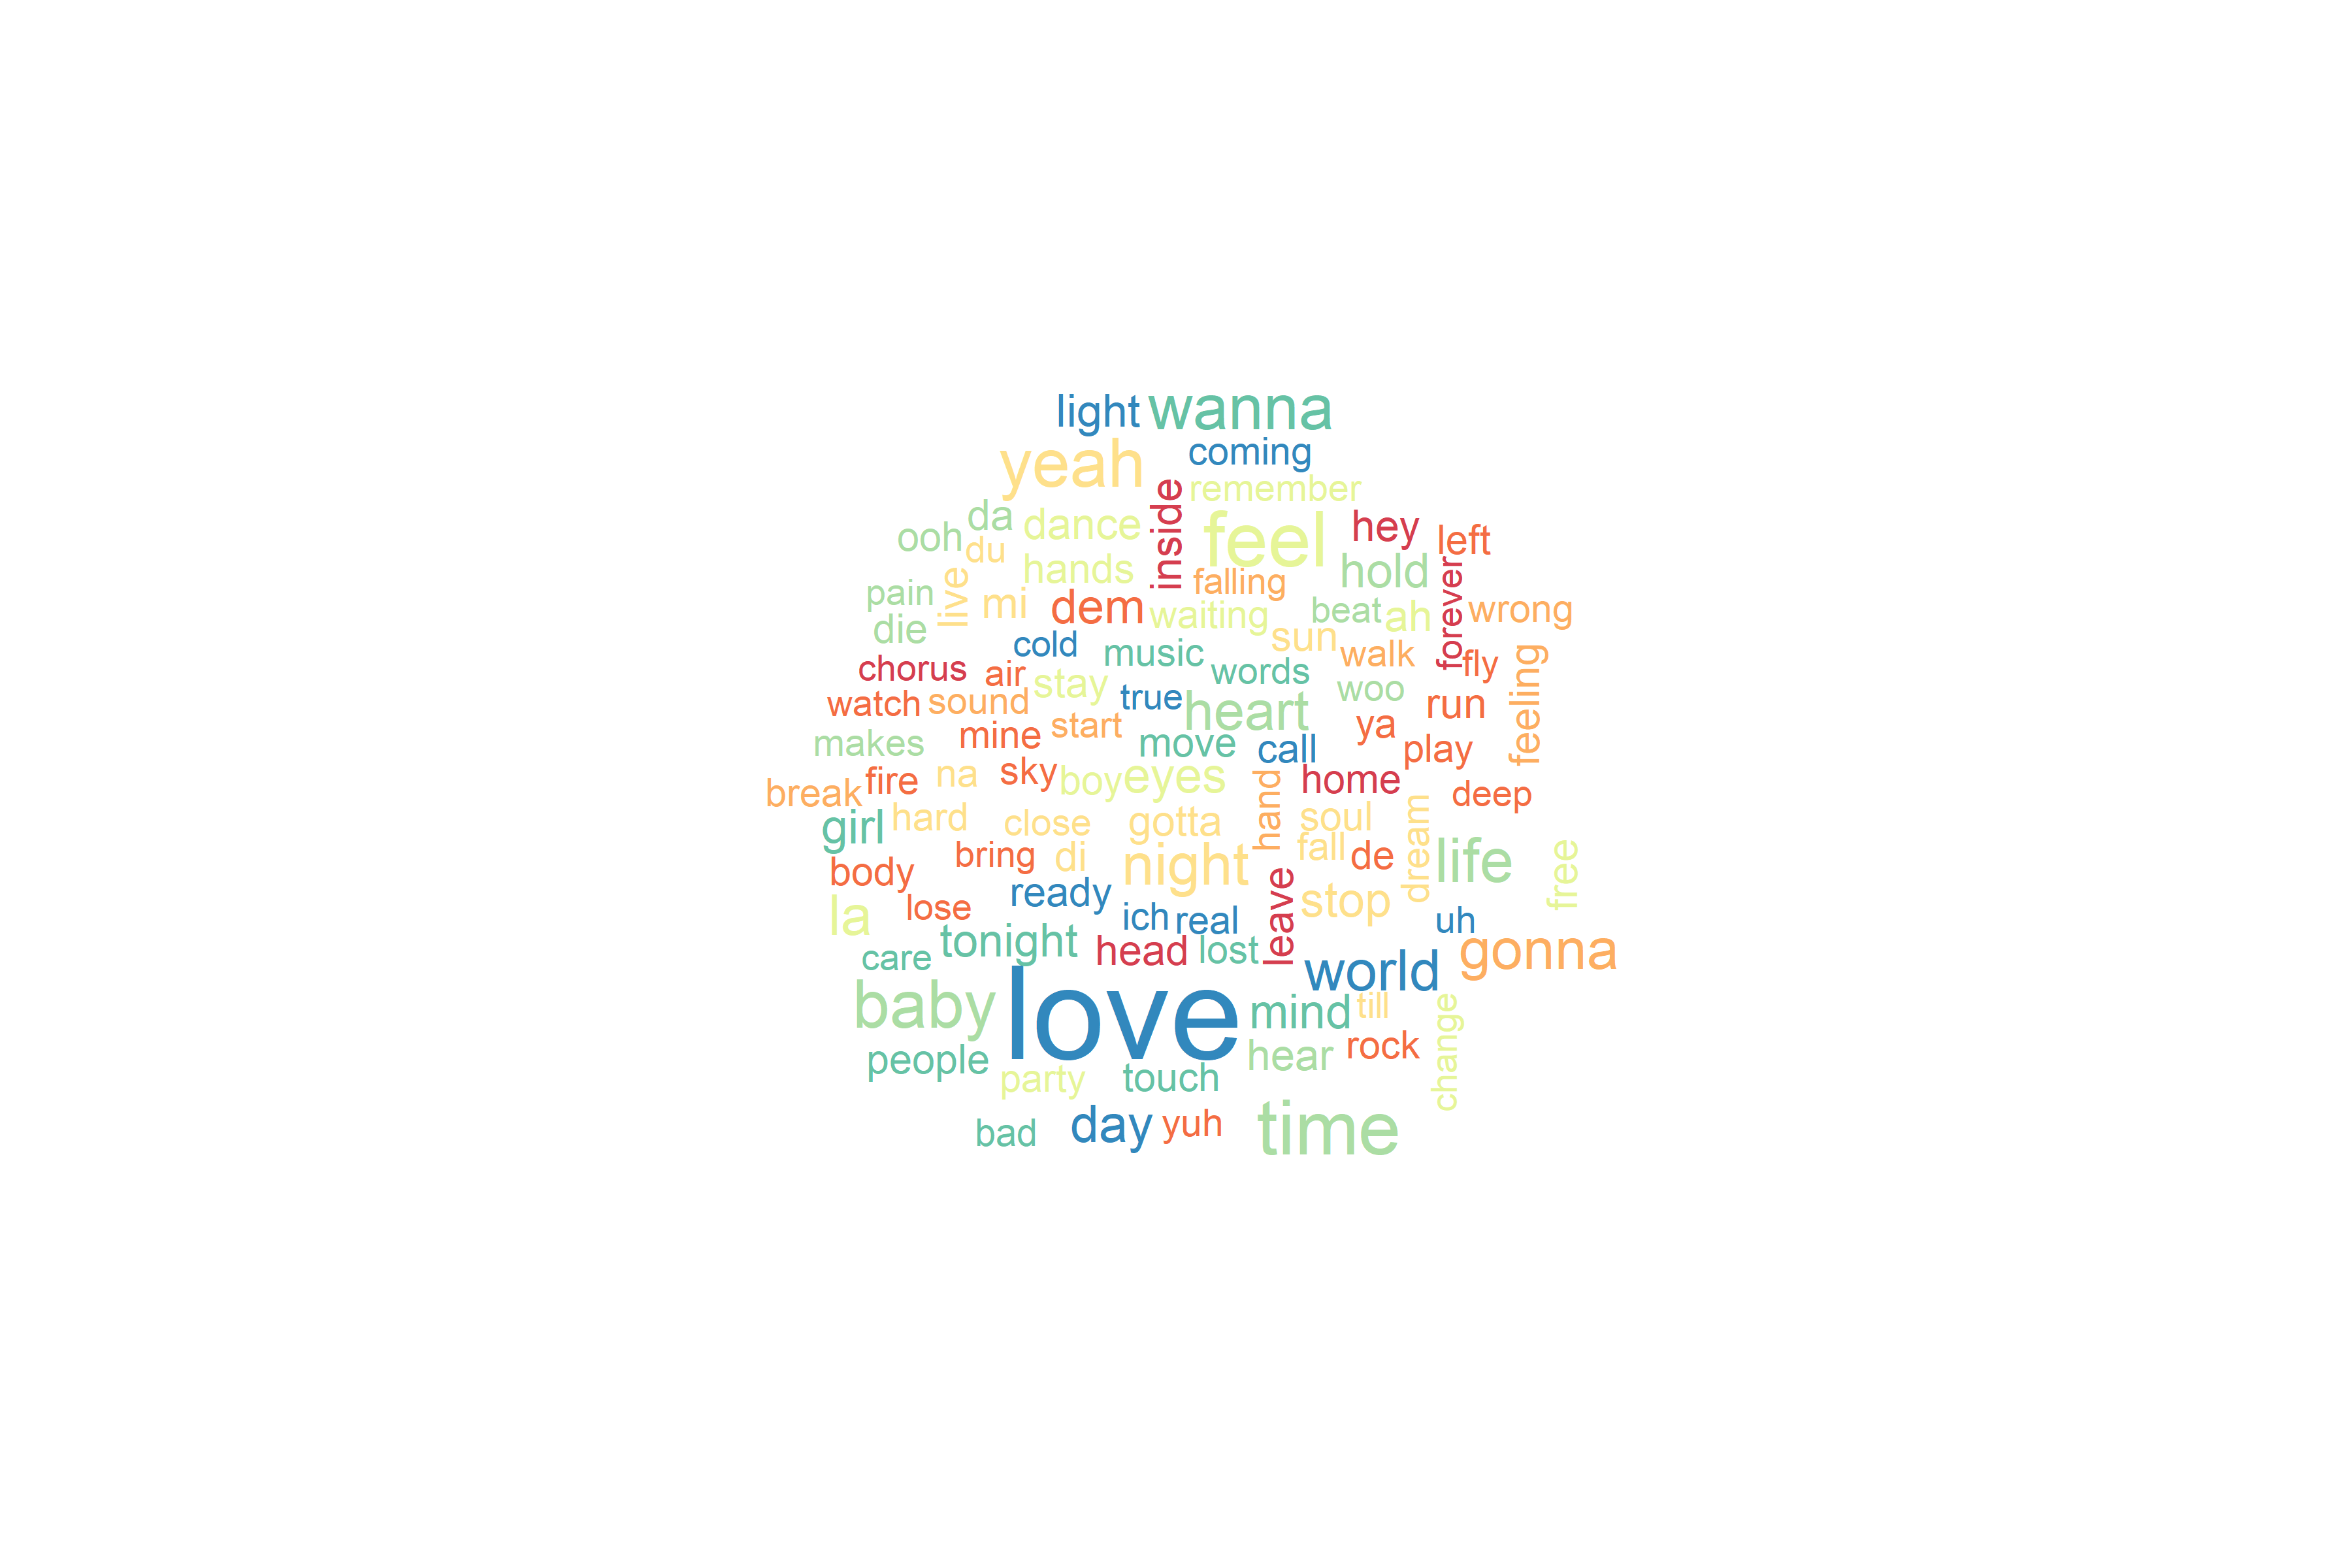 light wanna
yeah coming
remember
inside
da dance feel hey left
ooh du
hands falling hold forever
pain live mi dem waiting beat ah wrong
die cold music sun walk fly feeling
chorus air stay words woo
watch sound true heart run
makes mine start move call ya play
break fire na sky boy eyes hand home deep
girl hard close gotta soul dream
body bring di night fall de life free
la lose ready ich real leave stop uh
care tonight head lost world gonna
baby love mind till change
people party touch hear rock
bad day yuh time